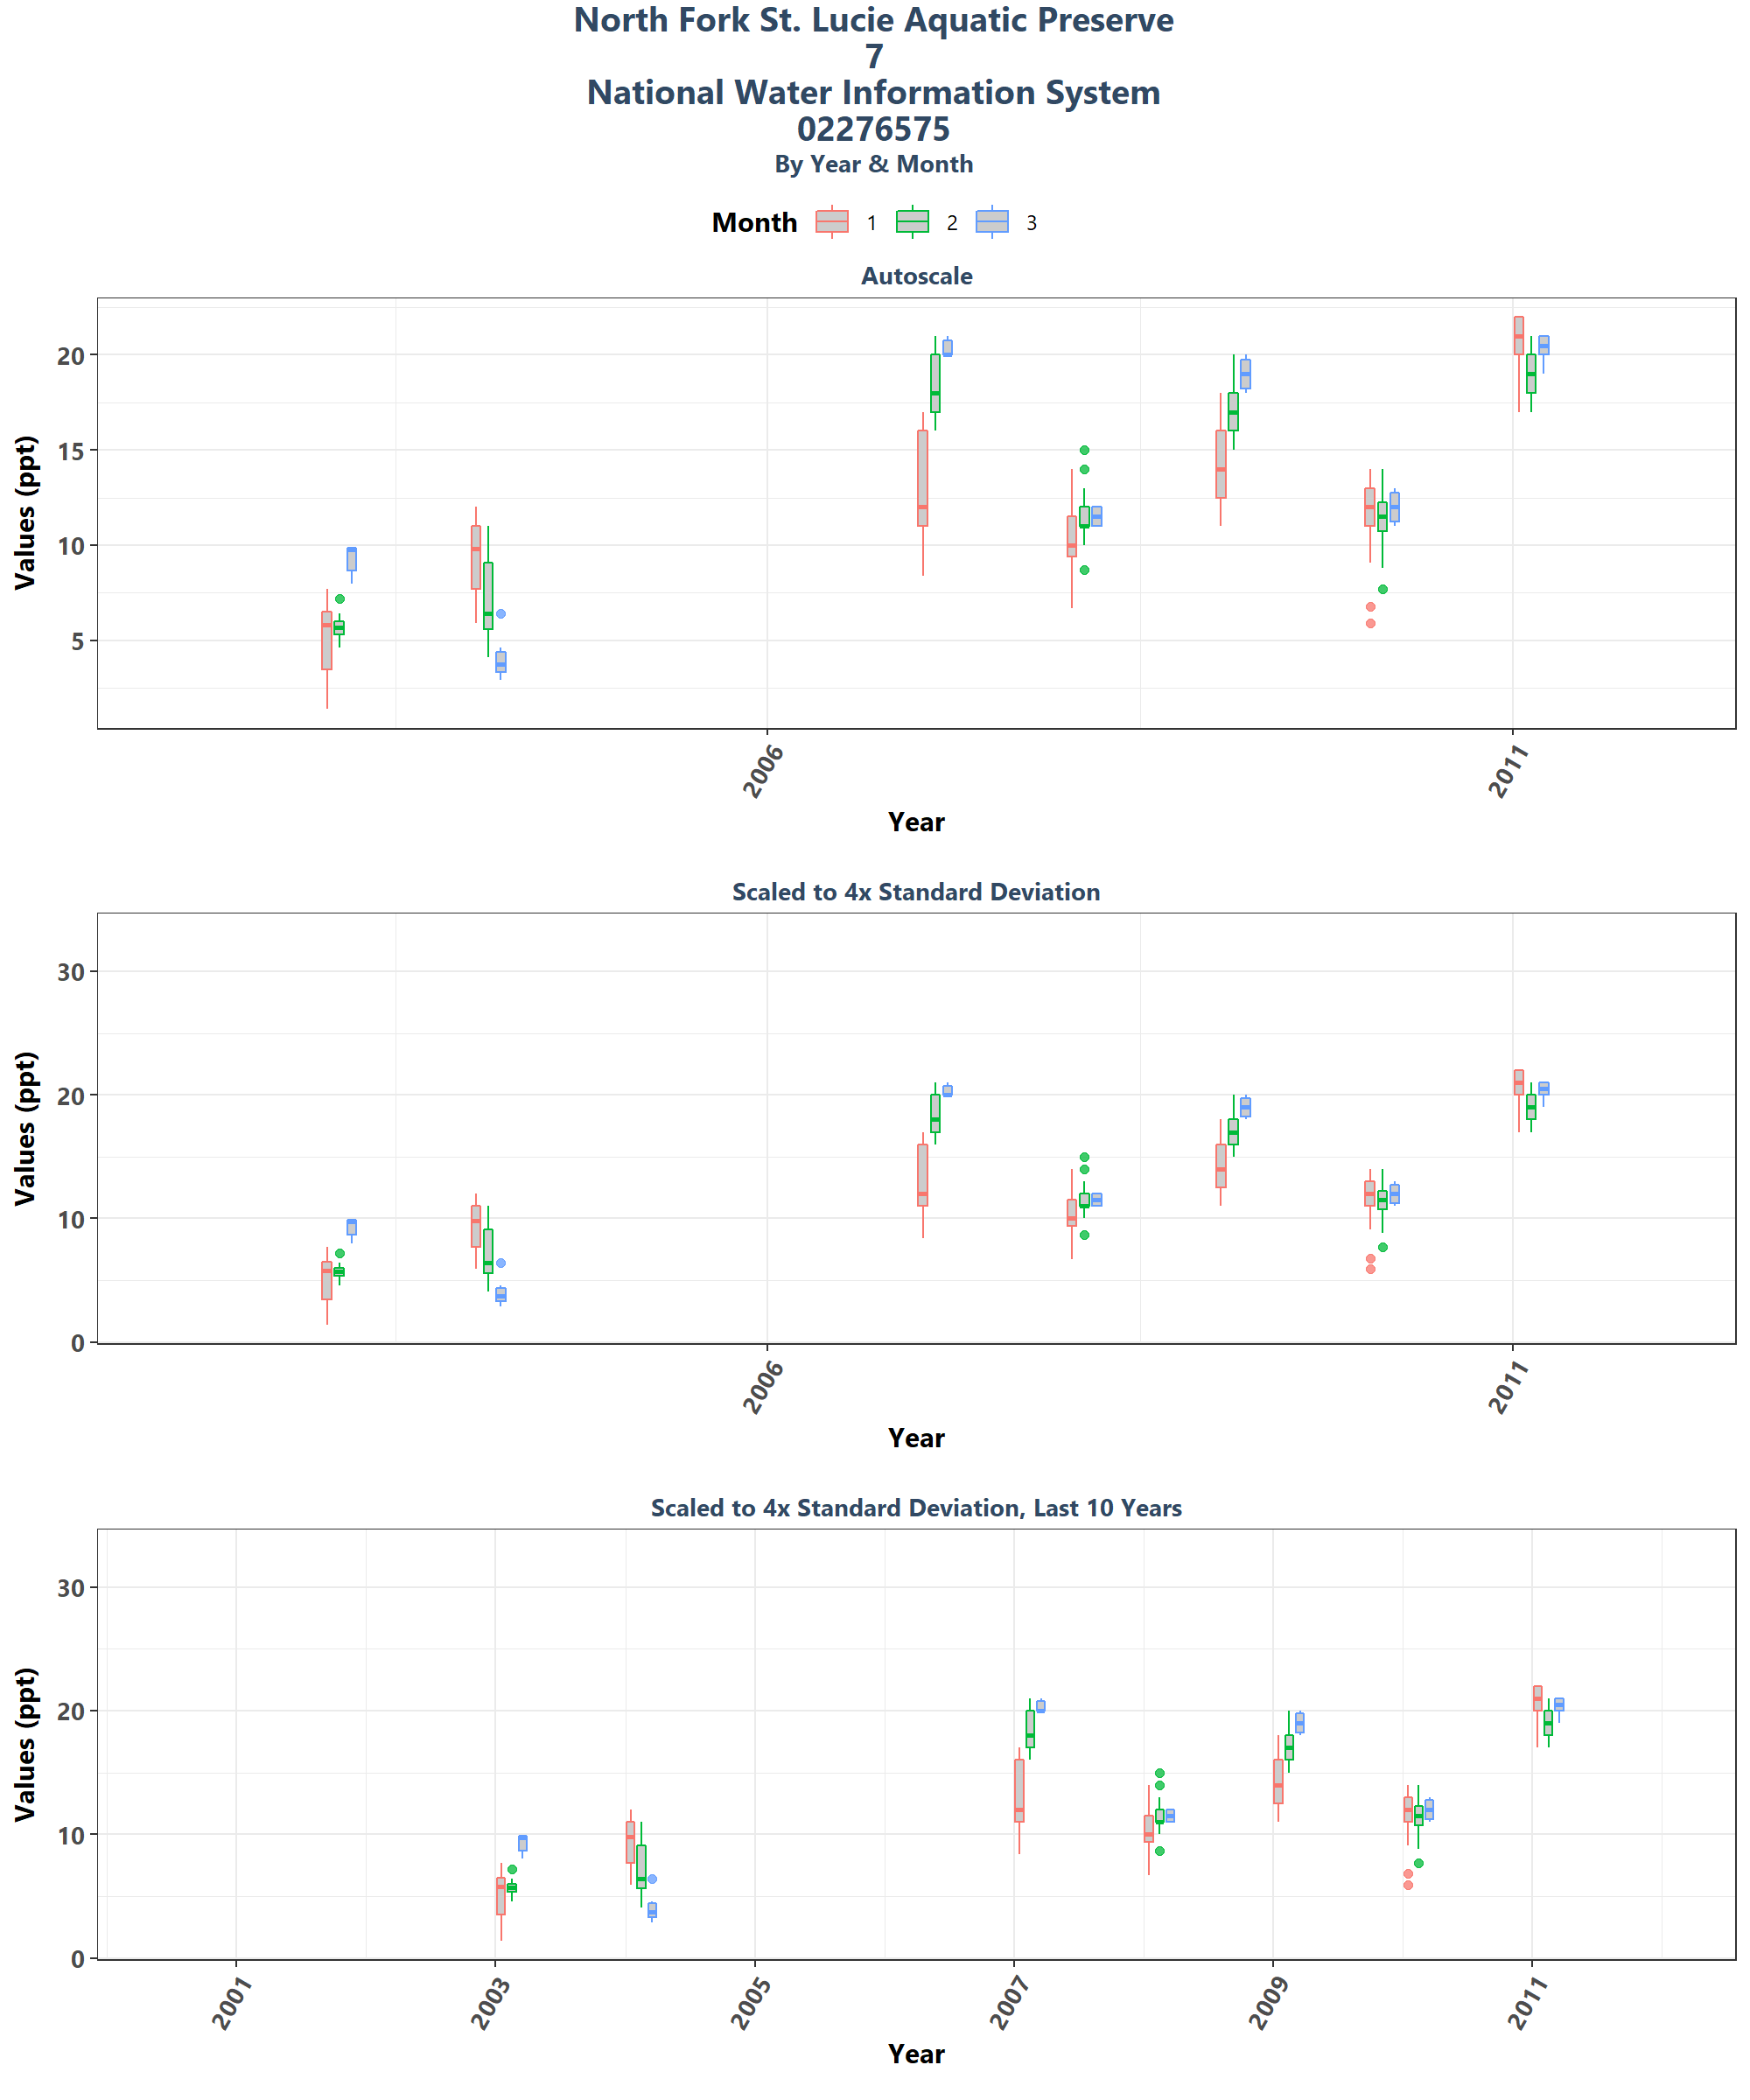 North Fork St. Lucie Aquatic Preserve
7
National Water Information System
02276575
By Year & Month
Month 1 2 3
Autoscale
Values (ppt)
20
15
10
5
2006 2011
Year
Scaled to 4x Standard Deviation
Values (ppt)
30
20
10
0
2006 2011
Year
Scaled to 4x Standard Deviation, Last 10 Years
Values (ppt)
30
20
10
0
2001 2003 2005 2007 2009 2011
Year